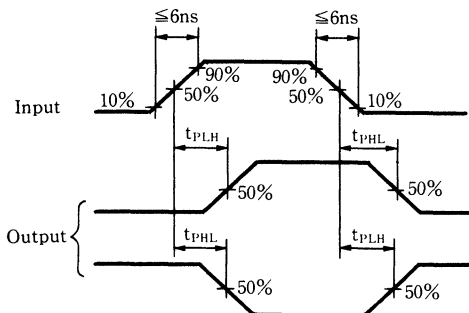 ≦6ns ≦6ns
90% 90%
10% 50% 50% 10%
Input
tPLH tPHL
50% 50%
Output
tPHL tPLH
50% 50%